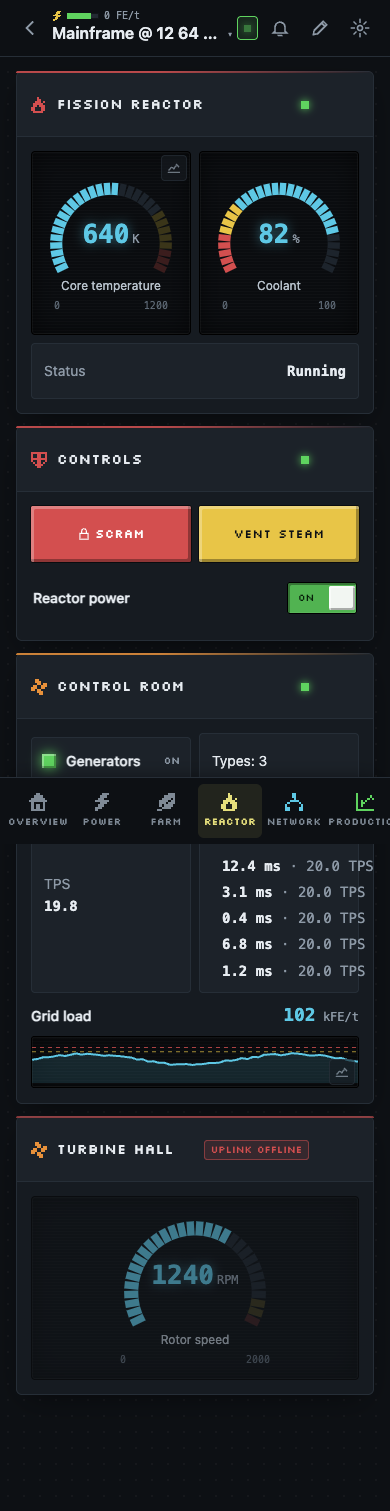 0 FE/t
Mainframe @ 12 64 ...
FISSION REACTOR
640 K
Core temperature
0 1200
82 %
Coolant
0 100
Status Running
CONTROLS
SCRAM
VENT STEAM
Reactor power ON
CONTROL ROOM
Generators ON
Types: 3
OVERVIEW POWER FARM REACTOR NETWORK PRODUCTIO
TPS
19.8
12.4 ms · 20.0 TPS
3.1 ms · 20.0 TPS
0.4 ms · 20.0 TPS
6.8 ms · 20.0 TPS
1.2 ms · 20.0 TPS
Grid load 102 kFE/t
TURBINE HALL UPLINK OFFLINE
1240 RPM
Rotor speed
0 2000